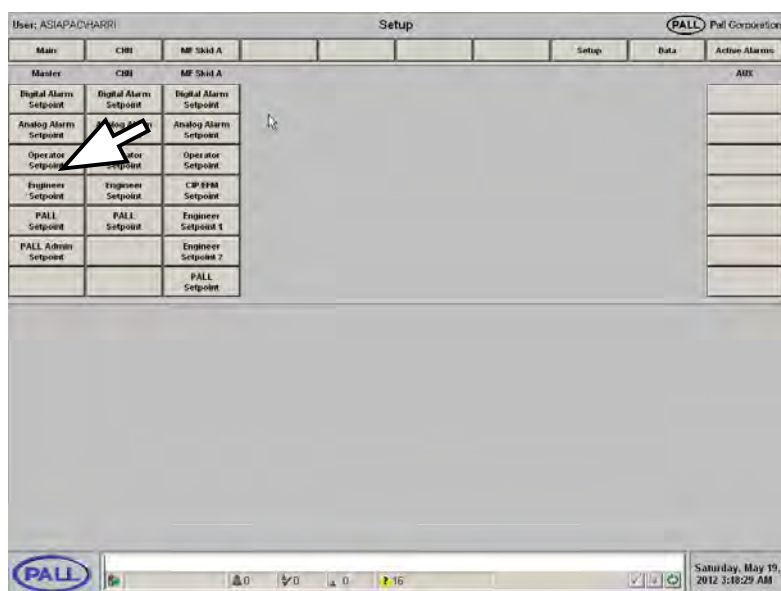 User: ASIAPAC\HARRI
Setup
PALL Pall Corporation
Main CHN MF Skid A Setup Data Active Alarms
Master CHN MF Skid A AUX
Digital Alarm Setpoint
Digital Alarm Setpoint
Digital Alarm Setpoint
Analog Alarm Setpoint
Setpoint
Analog Alarm Setpoint
Operator Setpoint
Operator Setpoint
Engineer Setpoint
Engineer Setpoint
CIP/EFM Setpoint
PALL Setpoint
PALL Setpoint
Engineer Setpoint 1
PALL Admin Setpoint
Engineer Setpoint 2
PALL Setpoint
PALL
0 0 0 ? 16
Saturday, May 19,
2012 3:18:29 AM